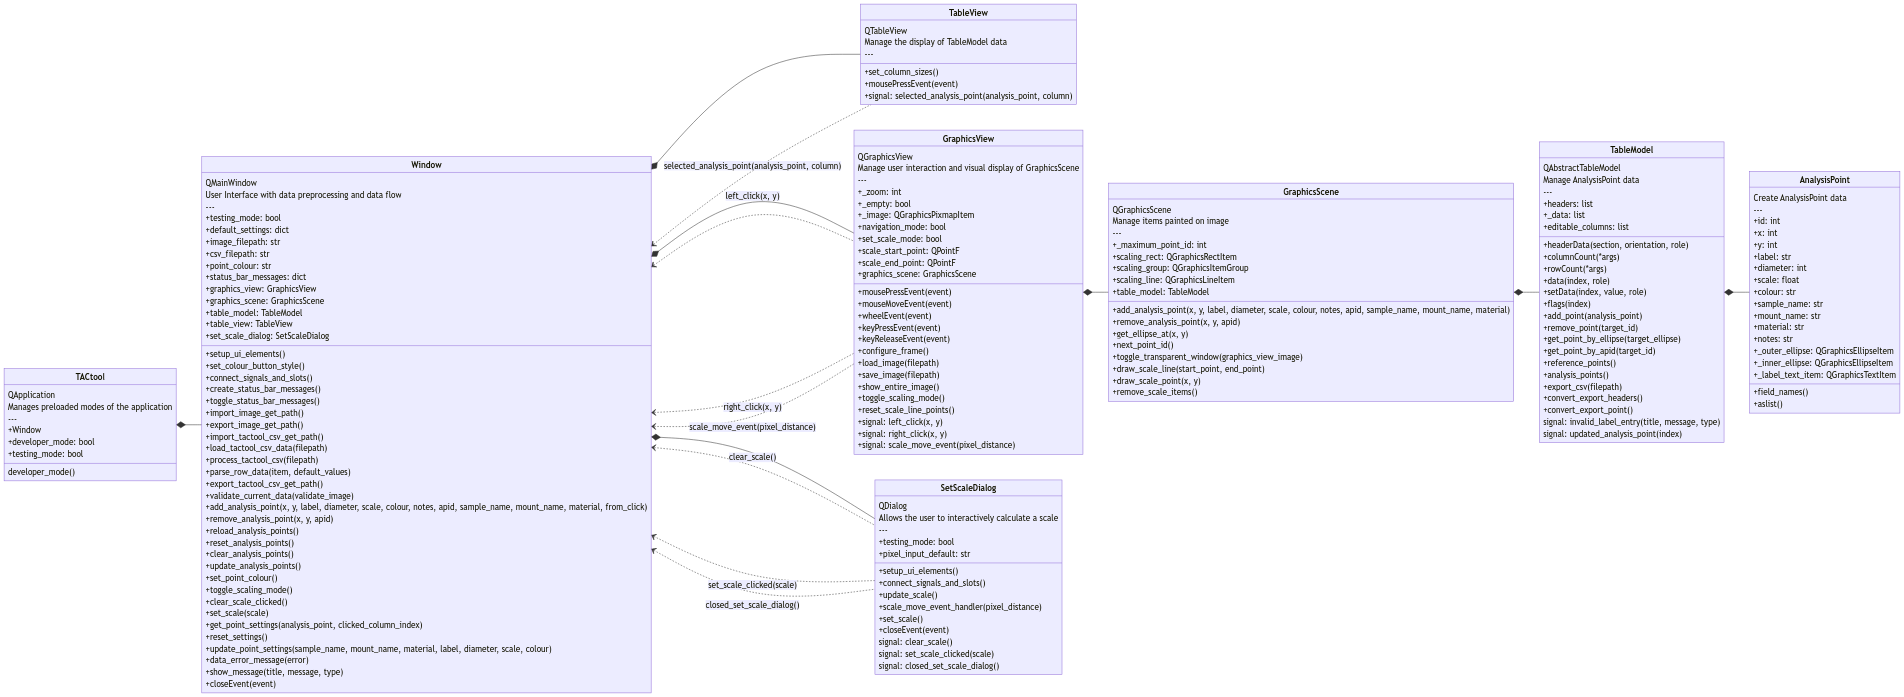 TACtool
QApplication
Manages preloaded modes of the application
---
+Window
+developer_mode: bool
+testing_mode: bool
developer_mode()
Window
QMainWindow
User Interface with data preprocessing and data flow
---
+testing_mode: bool
+default_settings: dict
+image_filepath: str
+csv_filepath: str
+point_colour: str
+status_bar_messages: dict
+graphics_view: GraphicsView
+graphics_scene: GraphicsScene
+table_model: TableModel
+table_view: TableView
+set_scale_dialog: SetScaleDialog
+setup_ui_elements()
+set_colour_button_style()
+connect_signals_and_slots()
+create_status_bar_messages()
+toggle_status_bar_messages()
+import_image_get_path()
+export_image_get_path()
+import_tactool_csv_get_path()
+load_tactool_csv_data(filepath)
+process_tactool_csv(filepath)
+parse_row_data(item, default_values)
+export_tactool_csv_get_path()
+validate_current_data(validate_image)
+add_analysis_point(x, y, label, diameter, scale, colour, notes, apid, sample_name, mount_name, material, from_click)
+remove_analysis_point(x, y, apid)
+reload_analysis_points()
+reset_analysis_points()
+clear_analysis_points()
+update_analysis_points()
+set_point_colour()
+toggle_scaling_mode()
+clear_scale_clicked()
+set_scale(scale)
+get_point_settings(analysis_point, clicked_column_index)
+reset_settings()
+update_point_settings(sample_name, mount_name, material, label, diameter, scale, colour)
+data_error_message(error)
+show_message(title, message, type)
+closeEvent(event)
selected_analysis_point(analysis_point, column)
left_click(x, y)
right_click(x, y)
scale_move_event(pixel_distance)
clear_scale()
set_scale_clicked(scale)
closed_set_scale_dialog()
TableView
QTableView
Manage the display of TableModel data
---
+set_column_sizes()
+mousePressEvent(event)
+signal: selected_analysis_point(analysis_point, column)
GraphicsView
QGraphicsView
Manage user interaction and visual display of GraphicsScene
---
+_zoom: int
+_empty: bool
+_image: QGraphicsPixmapItem
+navigation_mode: bool
+set_scale_mode: bool
+scale_start_point: QPointF
+scale_end_point: QPointF
+graphics_scene: GraphicsScene
+mousePressEvent(event)
+mouseMoveEvent(event)
+wheelEvent(event)
+keyPressEvent(event)
+keyReleaseEvent(event)
+configure_frame()
+load_image(filepath)
+save_image(filepath)
+show_entire_image()
+toggle_scaling_mode()
+reset_scale_line_points()
+signal: left_click(x, y)
+signal: right_click(x, y)
+signal: scale_move_event(pixel_distance)
SetScaleDialog
QDialog
Allows the user to interactively calculate a scale
---
+testing_mode: bool
+pixel_input_default: str
+setup_ui_elements()
+connect_signals_and_slots()
+update_scale()
+scale_move_event_handler(pixel_distance)
+set_scale()
+closeEvent(event)
signal: clear_scale()
signal: set_scale_clicked(scale)
signal: closed_set_scale_dialog()
GraphicsScene
QGraphicsScene
Manage items painted on image
---
+_maximum_point_id: int
+scaling_rect: QGraphicsRectItem
+scaling_group: QGraphicsItemGroup
+scaling_line: QGraphicsLineItem
+table_model: TableModel
+add_analysis_point(x, y, label, diameter, scale, colour, notes, apid, sample_name, mount_name, material)
+remove_analysis_point(x, y, apid)
+get_ellipse_at(x, y)
+next_point_id()
+toggle_transparent_window(graphics_view_image)
+draw_scale_line(start_point, end_point)
+draw_scale_point(x, y)
+remove_scale_items()
TableModel
QAbstractTableModel
Manage AnalysisPoint data
---
+headers: list
+_data: list
+editable_columns: list
+headerData(section, orientation, role)
+columnCount(*args)
+rowCount(*args)
+data(index, role)
+setData(index, value, role)
+flags(index)
+add_point(analysis_point)
+remove_point(target_id)
+get_point_by_ellipse(target_ellipse)
+get_point_by_apid(target_id)
+reference_points()
+analysis_points()
+export_csv(filepath)
+convert_export_headers()
+convert_export_point()
signal: invalid_label_entry(title, message, type)
signal: updated_analysis_point(index)
AnalysisPoint
Create AnalysisPoint data
---
+id: int
+x: int
+y: int
+label: str
+diameter: int
+scale: float
+colour: str
+sample_name: str
+mount_name: str
+material: str
+notes: str
+_outer_ellipse: QGraphicsEllipseItem
+_inner_ellipse: QGraphicsEllipseItem
+_label_text_item: QGraphicsTextItem
+field_names()
+aslist()